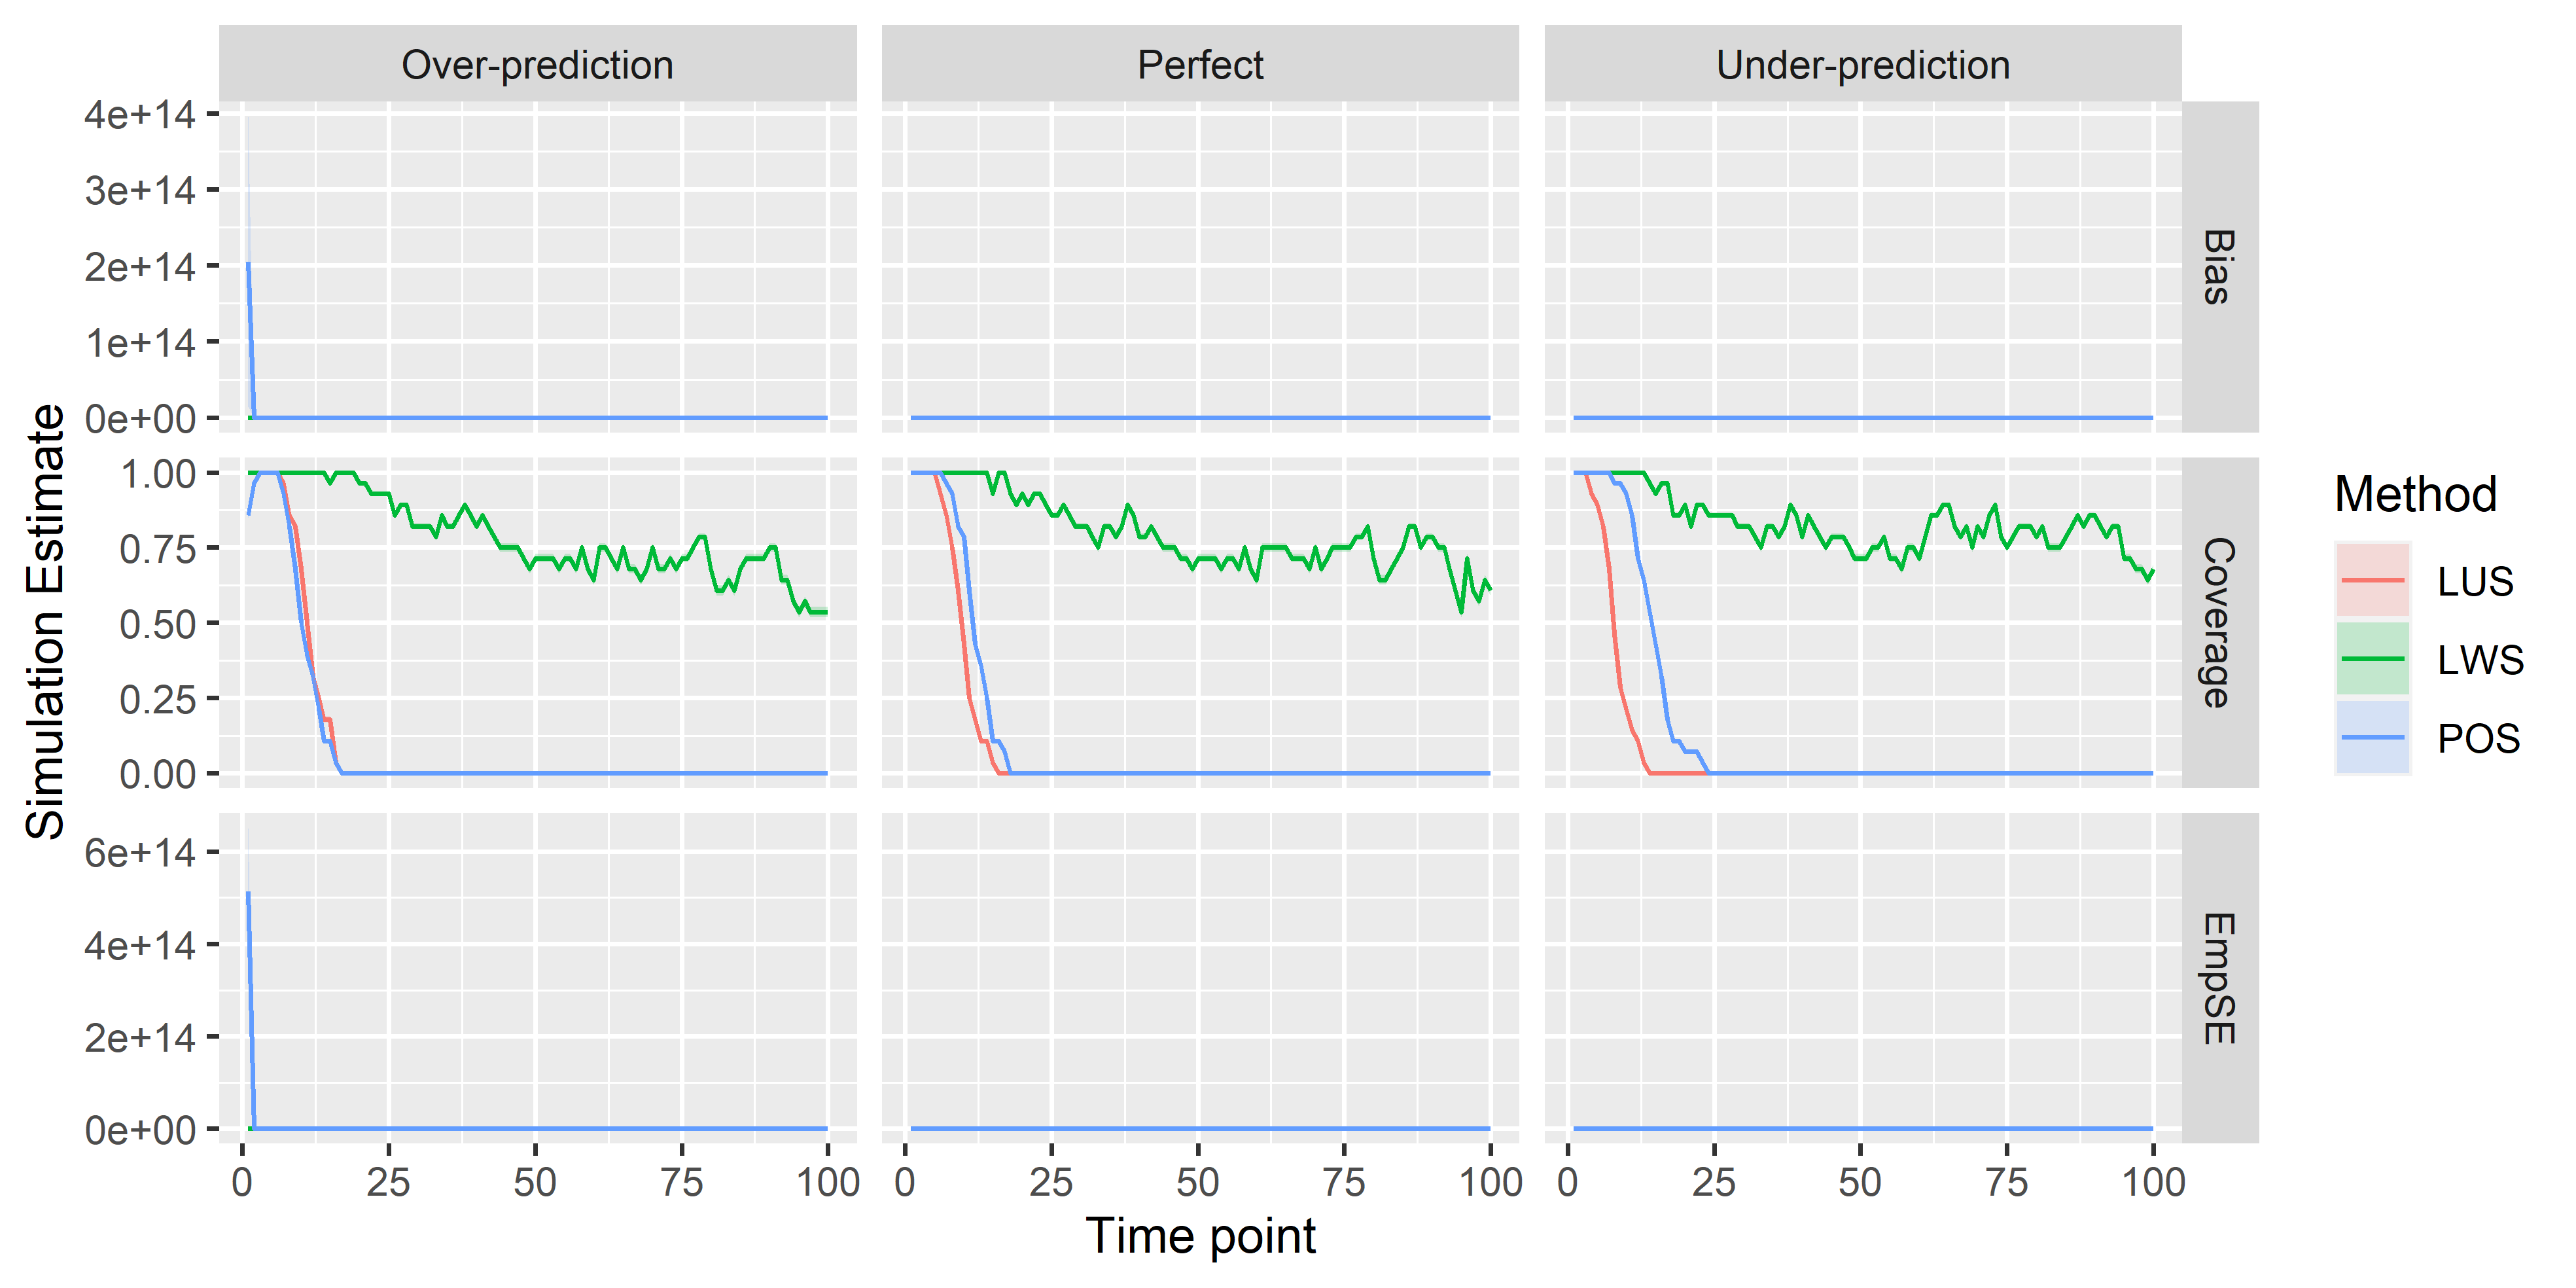 Over-prediction
Perfect
Under-prediction
4e+14
3e+14
2e+14
1e+14
0e+00
Bias
1.00
0.75
0.50
0.25
0.00
Coverage
6e+14
4e+14
2e+14
0e+00
EmpSE
0 25 50 75 100
0 25 50 75 100
0 25 50 75 100
Time point
Simulation Estimate
Method
LUS
LWS
POS